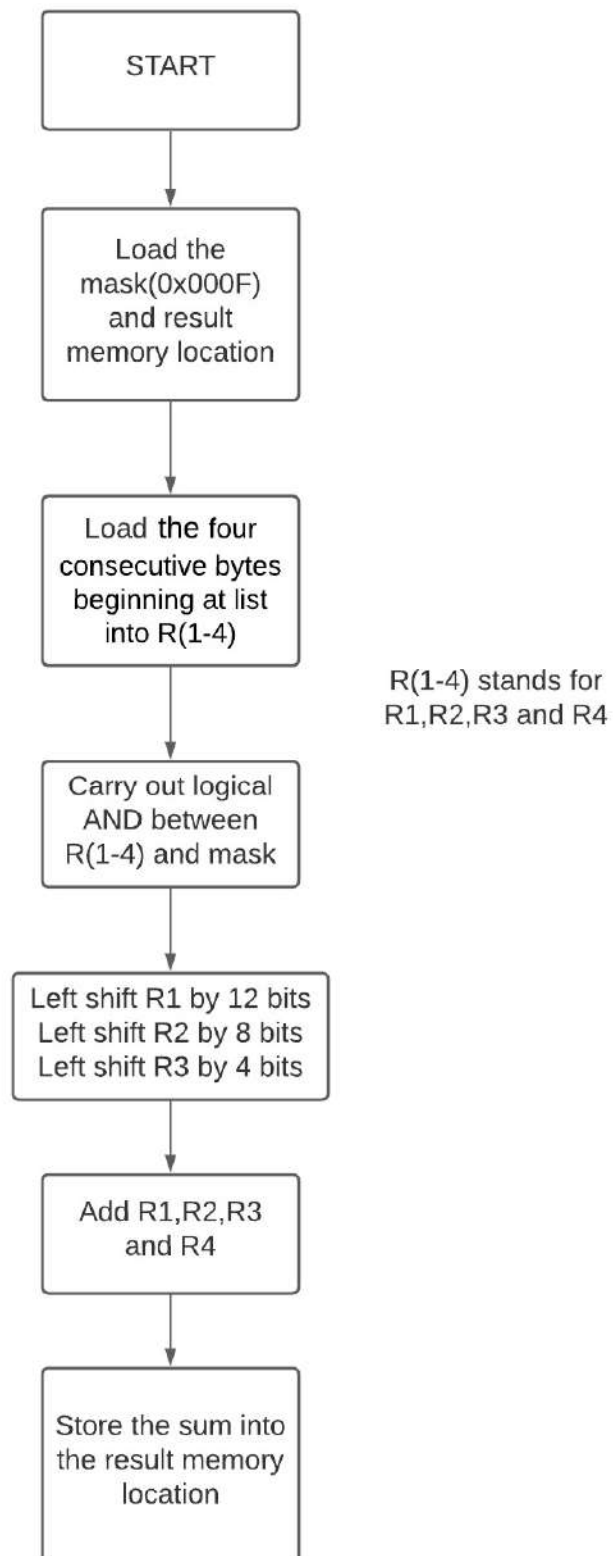 START
Load the
mask(0x000F)
and result
memory location
Load the four
consecutive bytes
beginning at list
into R(1-4)
R(1-4) stands for
R1,R2,R3 and R4
Carry out logical
AND between
R(1-4) and mask
Left shift R1 by 12 bits
Left shift R2 by 8 bits
Left shift R3 by 4 bits
Add R1,R2,R3
and R4
Store the sum into
the result memory
location